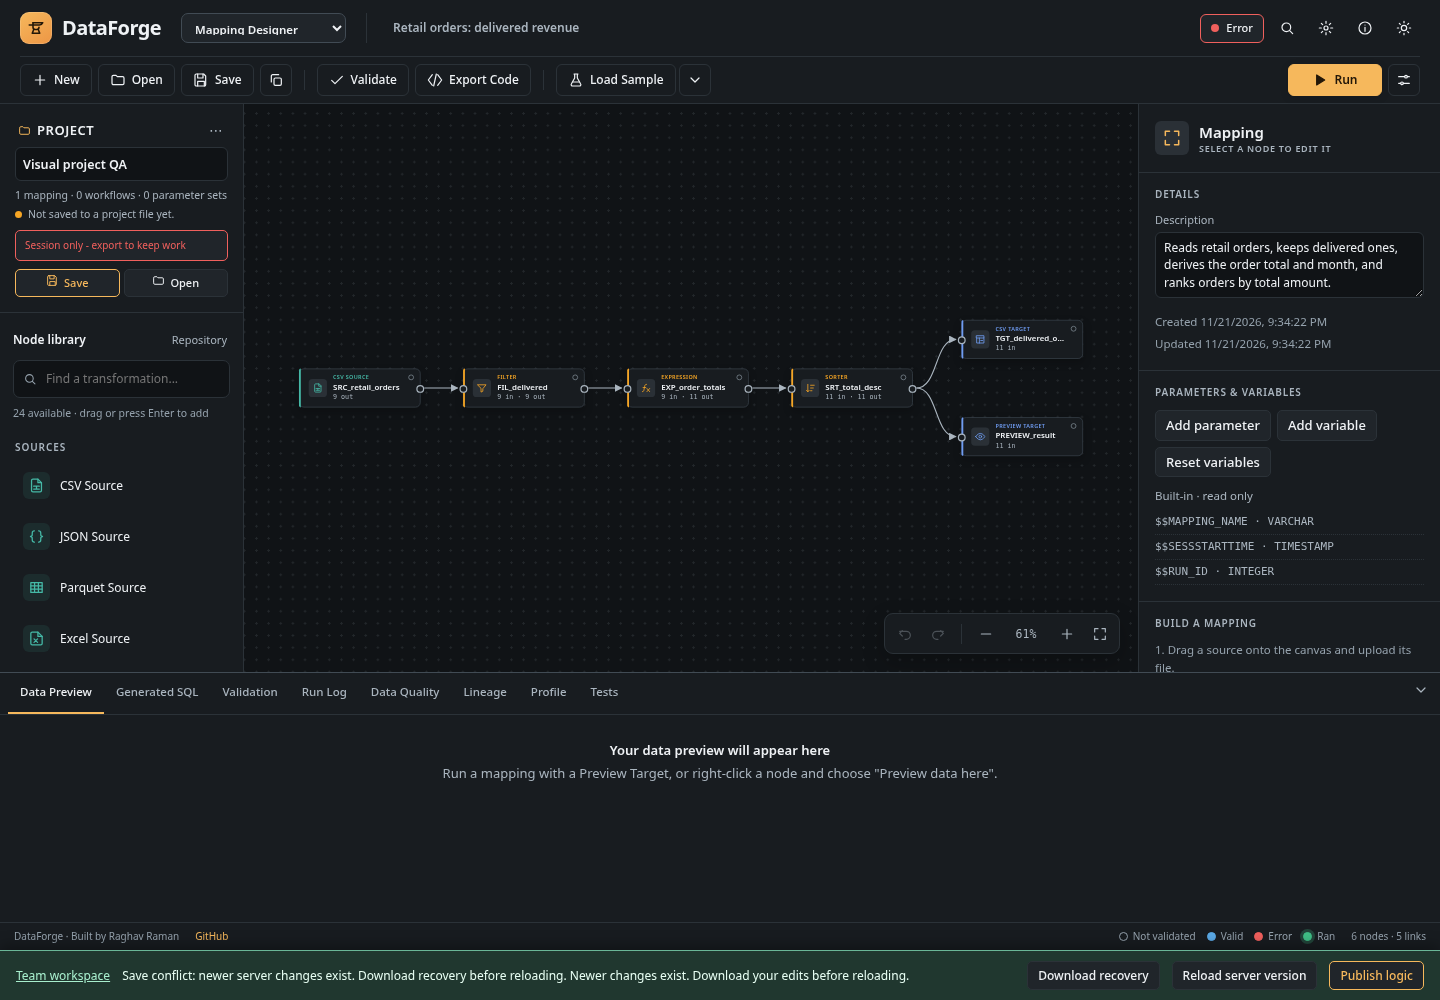 DataForge
Mapping Designer
Retail orders: delivered revenue
Error
New
Open
Save
Validate
Export Code
Load Sample
Run
PROJECT
Visual project QA
1 mapping · 0 workflows · 0 parameter sets
Not saved to a project file yet.
Session only - export to keep work
Save
Open
Node library
Repository
Find a transformation...
24 available · drag or press Enter to add
SOURCES
CSV Source
JSON Source
Parquet Source
Excel Source
CSV SOURCE
SRC_retail_orders
9 out
FILTER
FIL_delivered
9 in · 9 out
EXPRESSION
EXP_order_totals
9 in · 11 out
SORTER
SRT_total_desc
11 in · 11 out
CSV TARGET
TGT_delivered_o...
11 in
PREVIEW TARGET
PREVIEW_result
11 in
61%
Mapping
SELECT A NODE TO EDIT IT
DETAILS
Description
Reads retail orders, keeps delivered ones,
derives the order total and month, and
ranks orders by total amount.
Created 11/21/2026, 9:34:22 PM
Updated 11/21/2026, 9:34:22 PM
PARAMETERS & VARIABLES
Add parameter
Add variable
Reset variables
Built-in · read only
$$MAPPING_NAME · VARCHAR
$$SESSSTARTTIME · TIMESTAMP
$$RUN_ID · INTEGER
BUILD A MAPPING
1. Drag a source onto the canvas and upload its
file.
Data Preview
Generated SQL
Validation
Run Log
Data Quality
Lineage
Profile
Tests
Your data preview will appear here
Run a mapping with a Preview Target, or right-click a node and choose "Preview data here".
DataForge · Built by Raghav Raman
GitHub
Not validated
Valid
Error
Ran
6 nodes · 5 links
Team workspace
Save conflict: newer server changes exist. Download recovery before reloading. Newer changes exist. Download your edits before reloading.
Download recovery
Reload server version
Publish logic